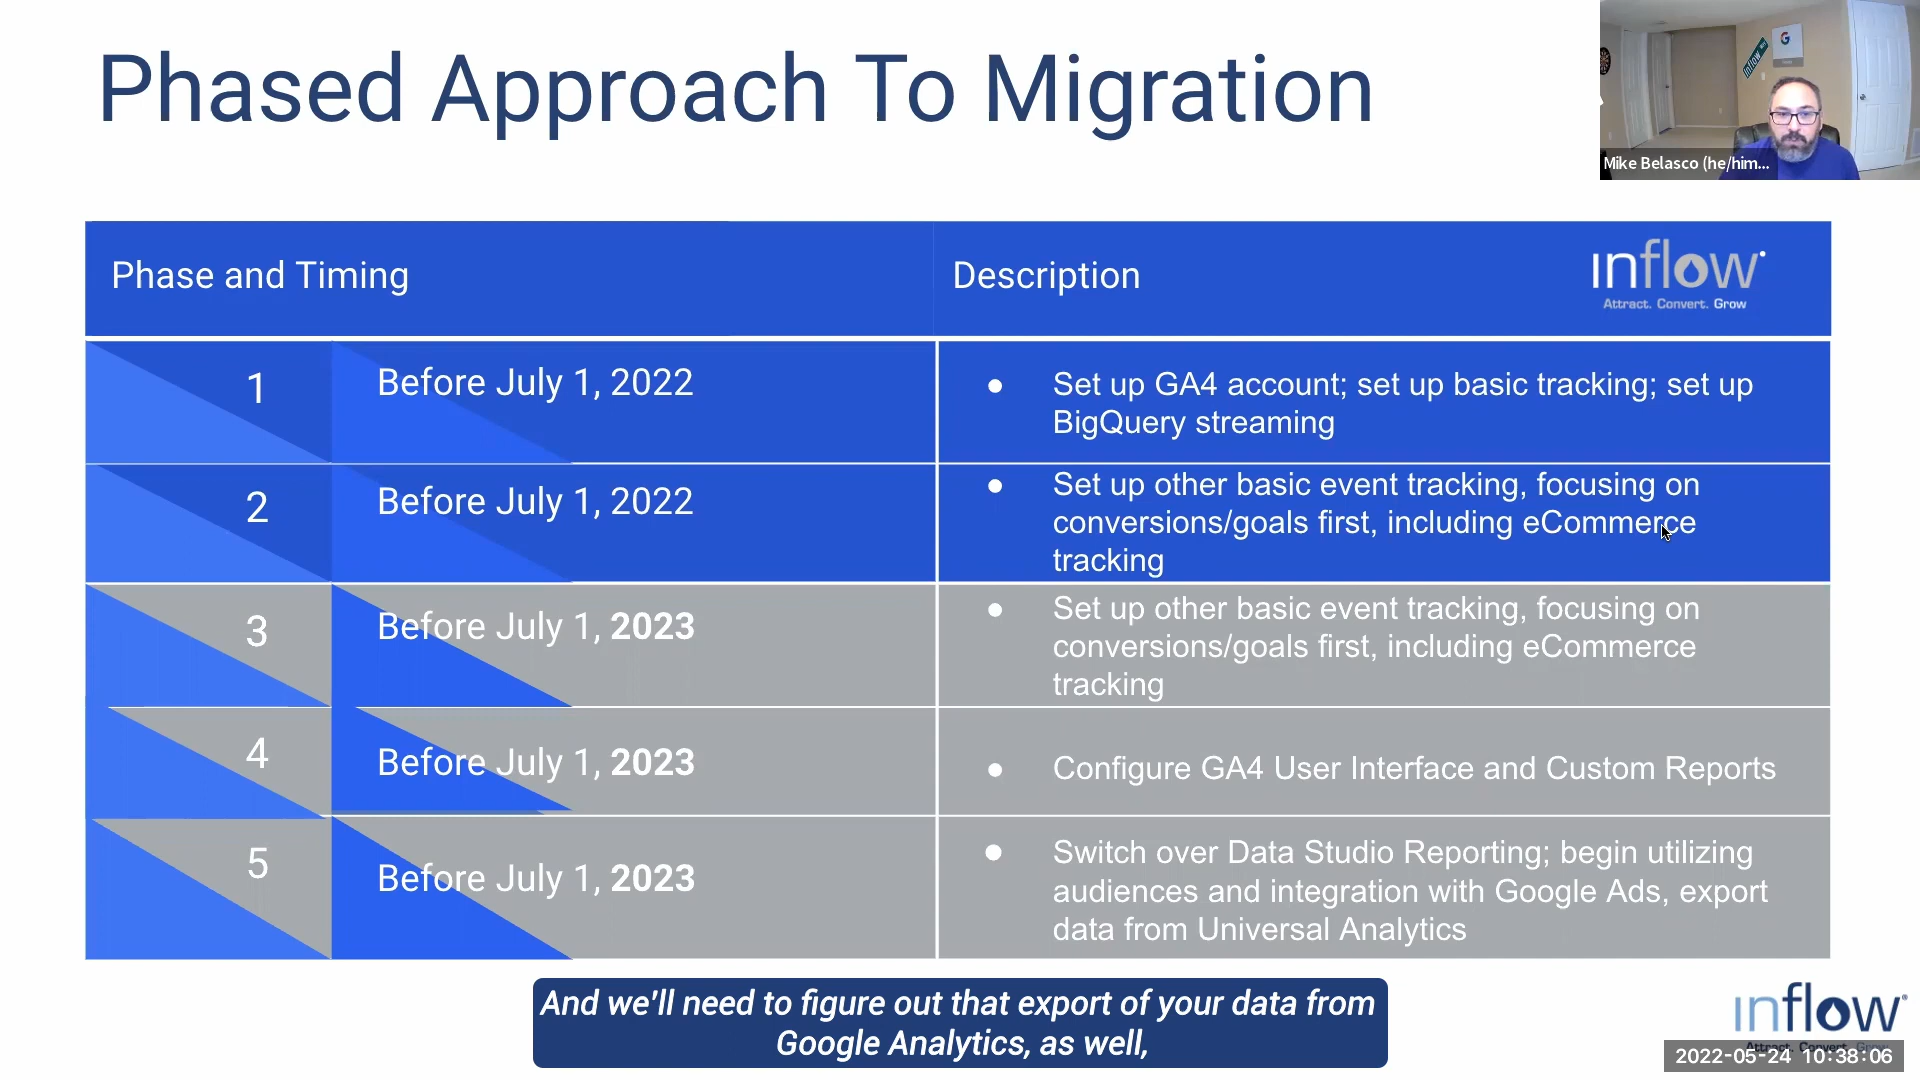 Phased Approach To Migration
Mike Belasco (he/him...
Phase and Timing
Description
inflow
Attract. Convert. Grow
1
Before July 1, 2022
● Set up GA4 account; set up basic tracking; set up
BigQuery streaming
2
Before July 1, 2022
● Set up other basic event tracking, focusing on
conversions/goals first, including eCommerce
tracking
3
Before July 1, 2023
● Set up other basic event tracking, focusing on
conversions/goals first, including eCommerce
tracking
4
Before July 1, 2023
● Configure GA4 User Interface and Custom Reports
5
Before July 1, 2023
● Switch over Data Studio Reporting; begin utilizing
audiences and integration with Google Ads, export
data from Universal Analytics
And we'll need to figure out that export of your data from
Google Analytics, as well,
inflow®
Attract. Convert. Grow
2022-05-24 10:38:06
inflow
G